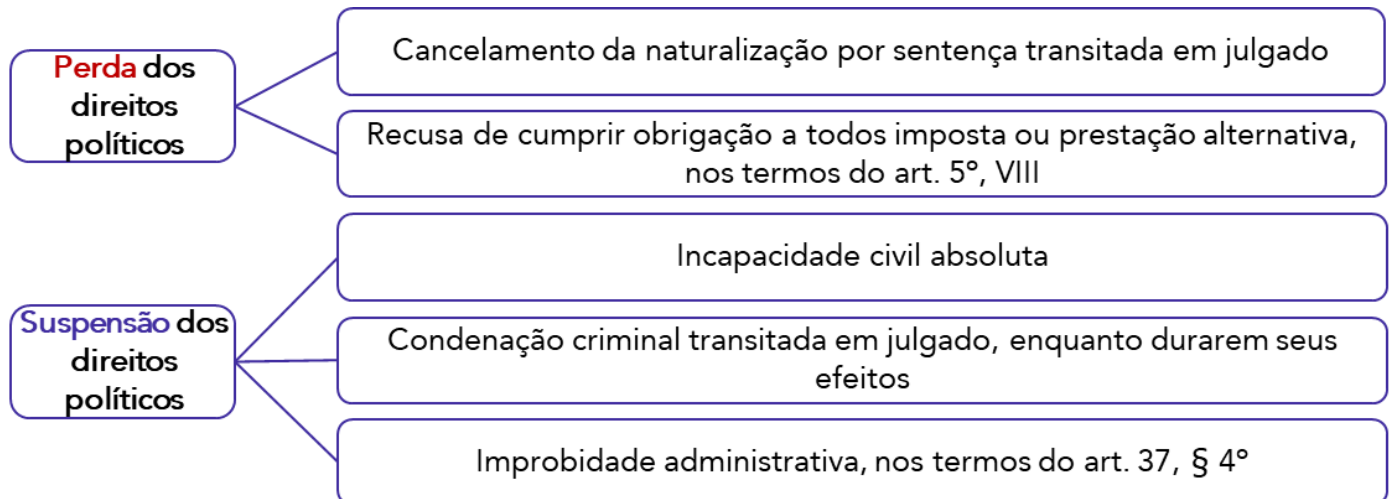 Perda dos
direitos
políticos
Cancelamento da naturalização por sentença transitada em julgado
Recusa de cumprir obrigação a todos imposta ou prestação alternativa,
nos termos do art. 5º, VIII
Suspensão dos
direitos
políticos
Incapacidade civil absoluta
Condenação criminal transitada em julgado, enquanto durarem seus
efeitos
Improbidade administrativa, nos termos do art. 37, § 4º